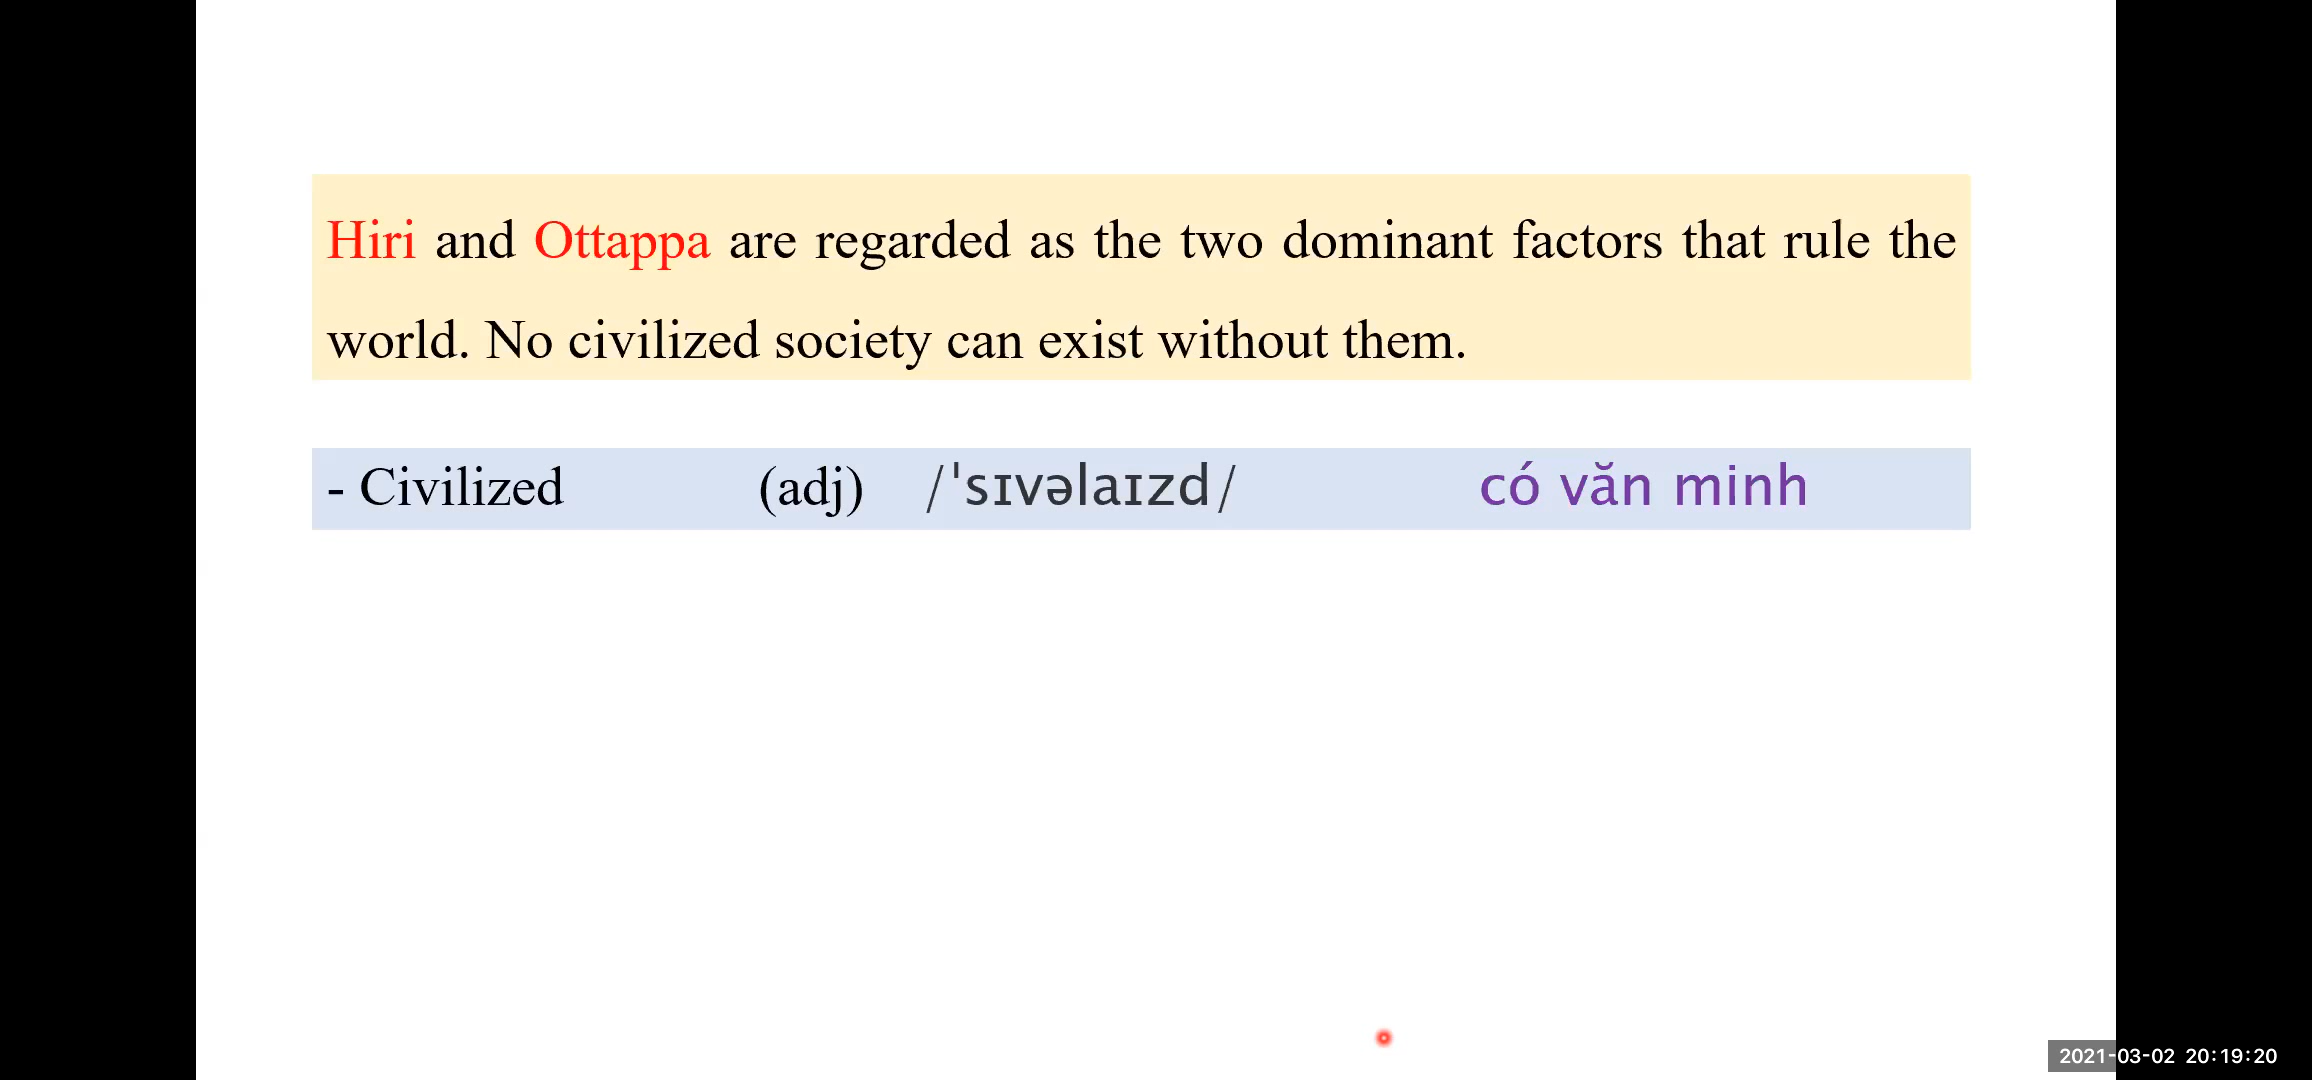 Hiri and Ottappa are regarded as the two dominant factors that rule the
world. No civilized society can exist without them.
- Civilized (adj) /ˈsɪvəlaɪzd/ có văn minh
2021-03-02 20:19:20